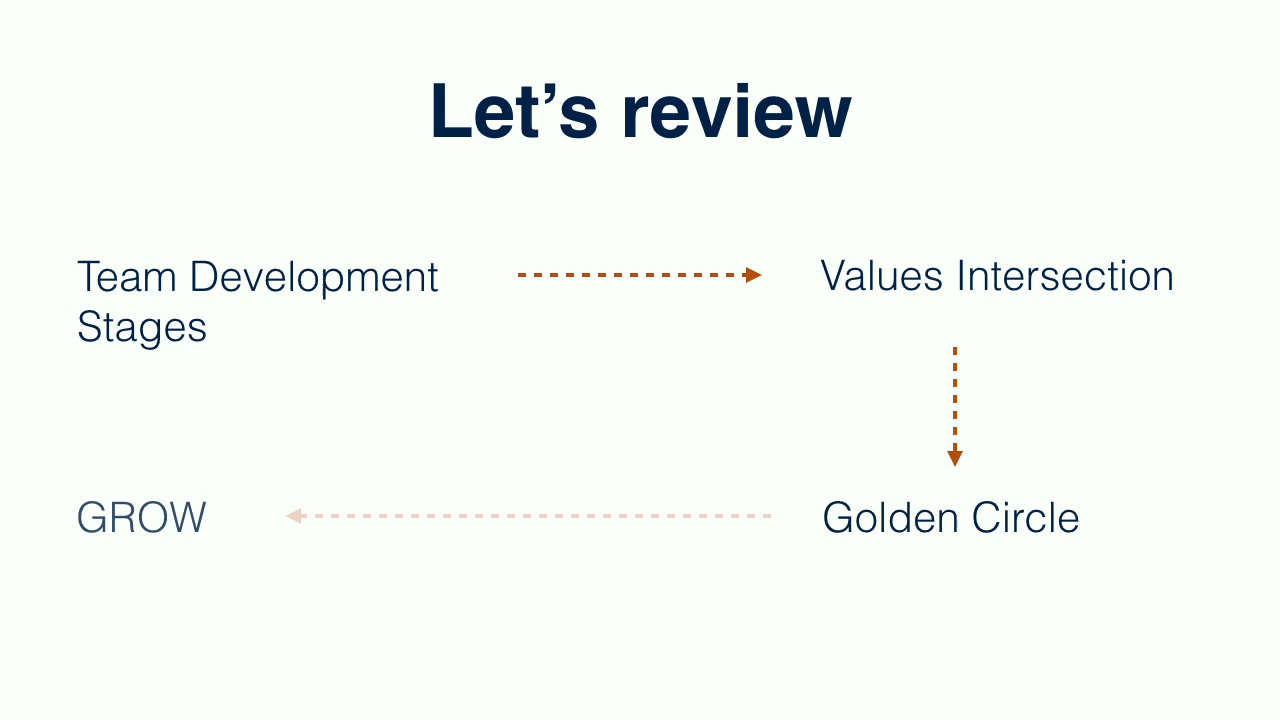 Let’s review
Team Development
Stages
Values Intersection
GROW
Golden Circle